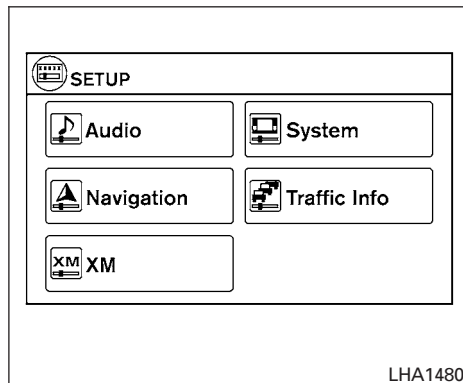 SETUP
Audio System
Navigation Traffic Info
XM XM
LHA1480